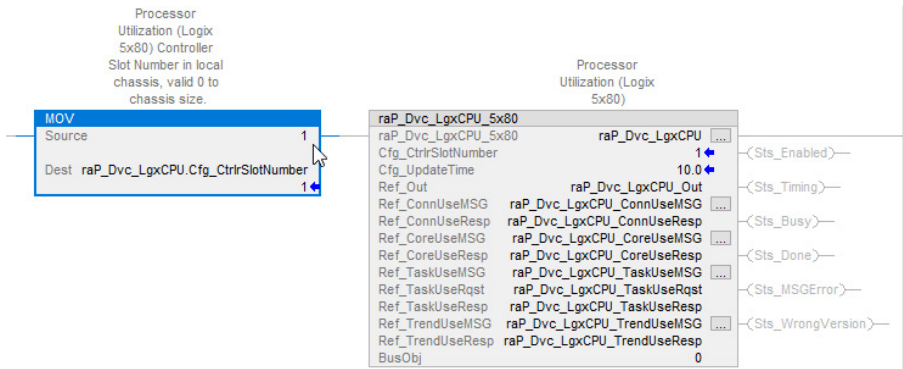 Processor
Utilization (Logix
5x80) Controller
Slot Number in local
chassis, valid 0 to
chassis size.
MOV
Source 1
Dest raP_Dvc_LgxCPU.Cfg_CtrlrSlotNumber
1
Processor
Utilization (Logix
5x80)
raP_Dvc_LgxCPU_5x80
raP_Dvc_LgxCPU_5x80 raP_Dvc_LgxCPU ...
Cfg_CtrlrSlotNumber 1 (Sts_Enabled)
Cfg_UpdateTime 10.0
Ref_Out raP_Dvc_LgxCPU_Out (Sts_Timing)
Ref_ConnUseMSG raP_Dvc_LgxCPU_ConnUseMSG ...
Ref_ConnUseResp raP_Dvc_LgxCPU_ConnUseResp (Sts_Busy)
Ref_CoreUseMSG raP_Dvc_LgxCPU_CoreUseMSG ...
Ref_CoreUseResp raP_Dvc_LgxCPU_CoreUseResp (Sts_Done)
Ref_TaskUseMSG raP_Dvc_LgxCPU_TaskUseMSG ...
Ref_TaskUseRqst raP_Dvc_LgxCPU_TaskUseRqst (Sts_MSGError)
Ref_TaskUseResp raP_Dvc_LgxCPU_TaskUseResp
Ref_TrendUseMSG raP_Dvc_LgxCPU_TrendUseMSG ... (Sts_WrongVersion)
Ref_TrendUseResp raP_Dvc_LgxCPU_TrendUseResp
BusObj 0